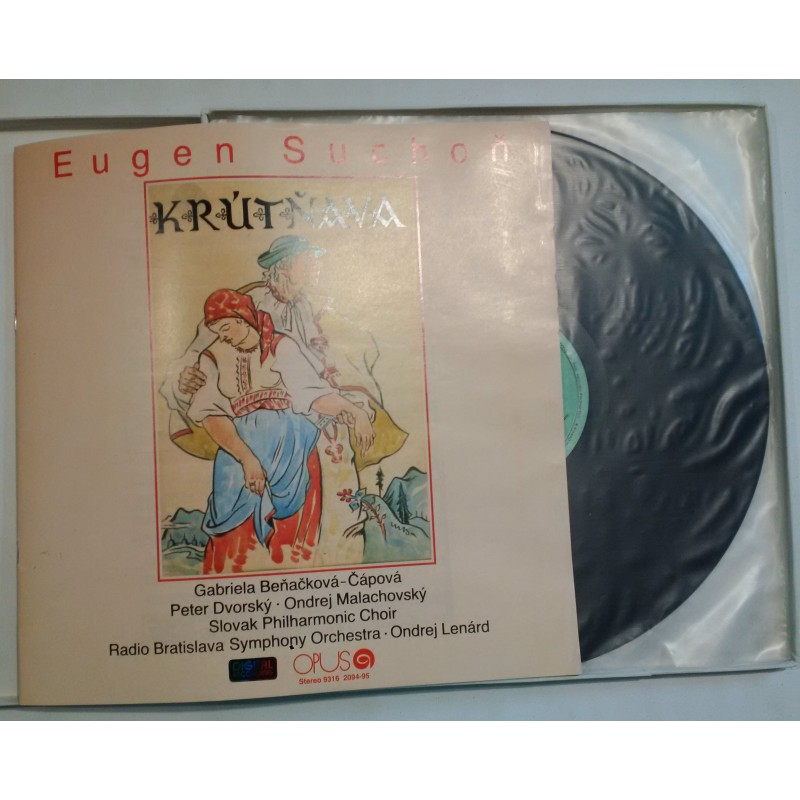 Eugen Suchoň
KRÚTŇAVA
Gabriela Beňačková-Čápová
Peter Dvorský · Ondrej Malachovský
Slovak Philharmonic Choir
Radio Bratislava Symphony Orchestra · Ondrej Lenárd
DIGITAL
OPUS
Stereo 9316 2094-95